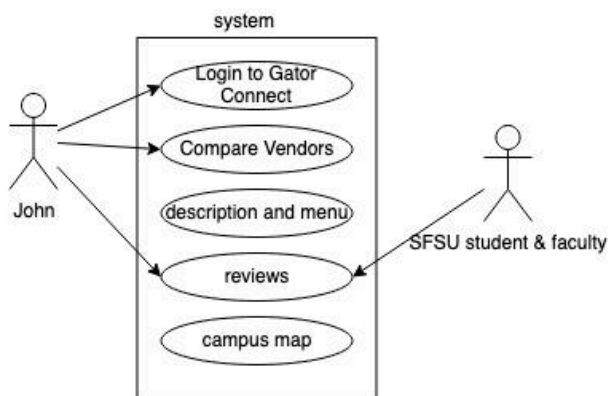 system
Login to Gator
Connect
Compare Vendors
John
description and menu
SFSU student & faculty
reviews
campus map